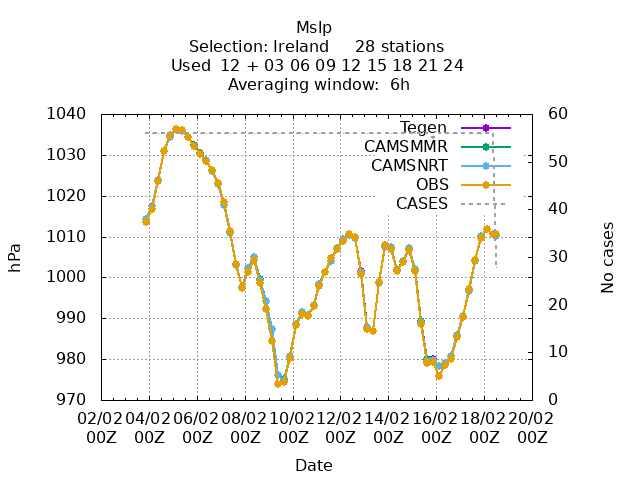 Mslp
Selection: Ireland     28 stations
Used  12 + 03 06 09 12 15 18 21 24
Averaging window:  6h
1040
1030
1020
1010
1000
990
980
970
hPa
60
50
40
30
20
10
0
No cases
Tegen
CAMSMMR
CAMSNRT
OBS
CASES
02/02 04/02 06/02 08/02 10/02 12/02 14/02 16/02 18/02 20/02
00Z 00Z 00Z 00Z 00Z 00Z 00Z 00Z 00Z 00Z
Date